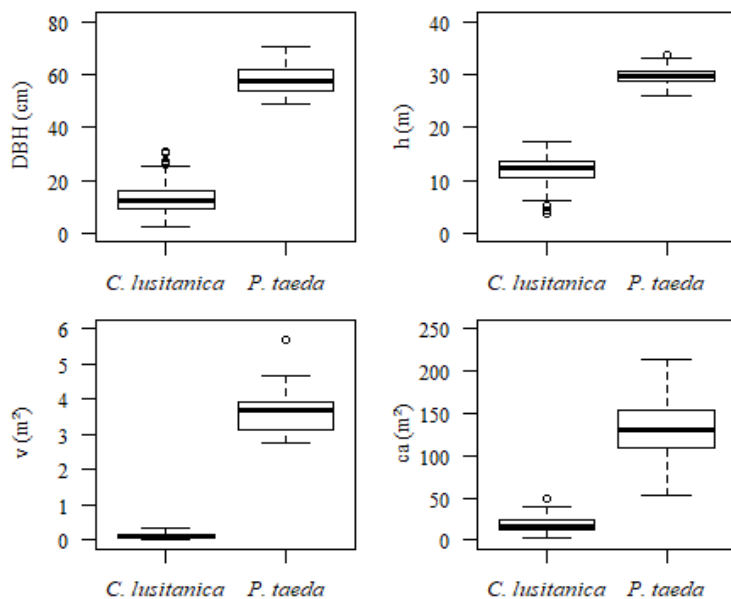 DBH (cm)
80
60
40
20
0
C. lusitanica P. taeda
h (m)
40
30
20
10
0
C. lusitanica P. taeda
v (m²)
6
5
4
3
2
1
0
C. lusitanica P. taeda
ca (m²)
250
200
150
100
50
0
C. lusitanica P. taeda